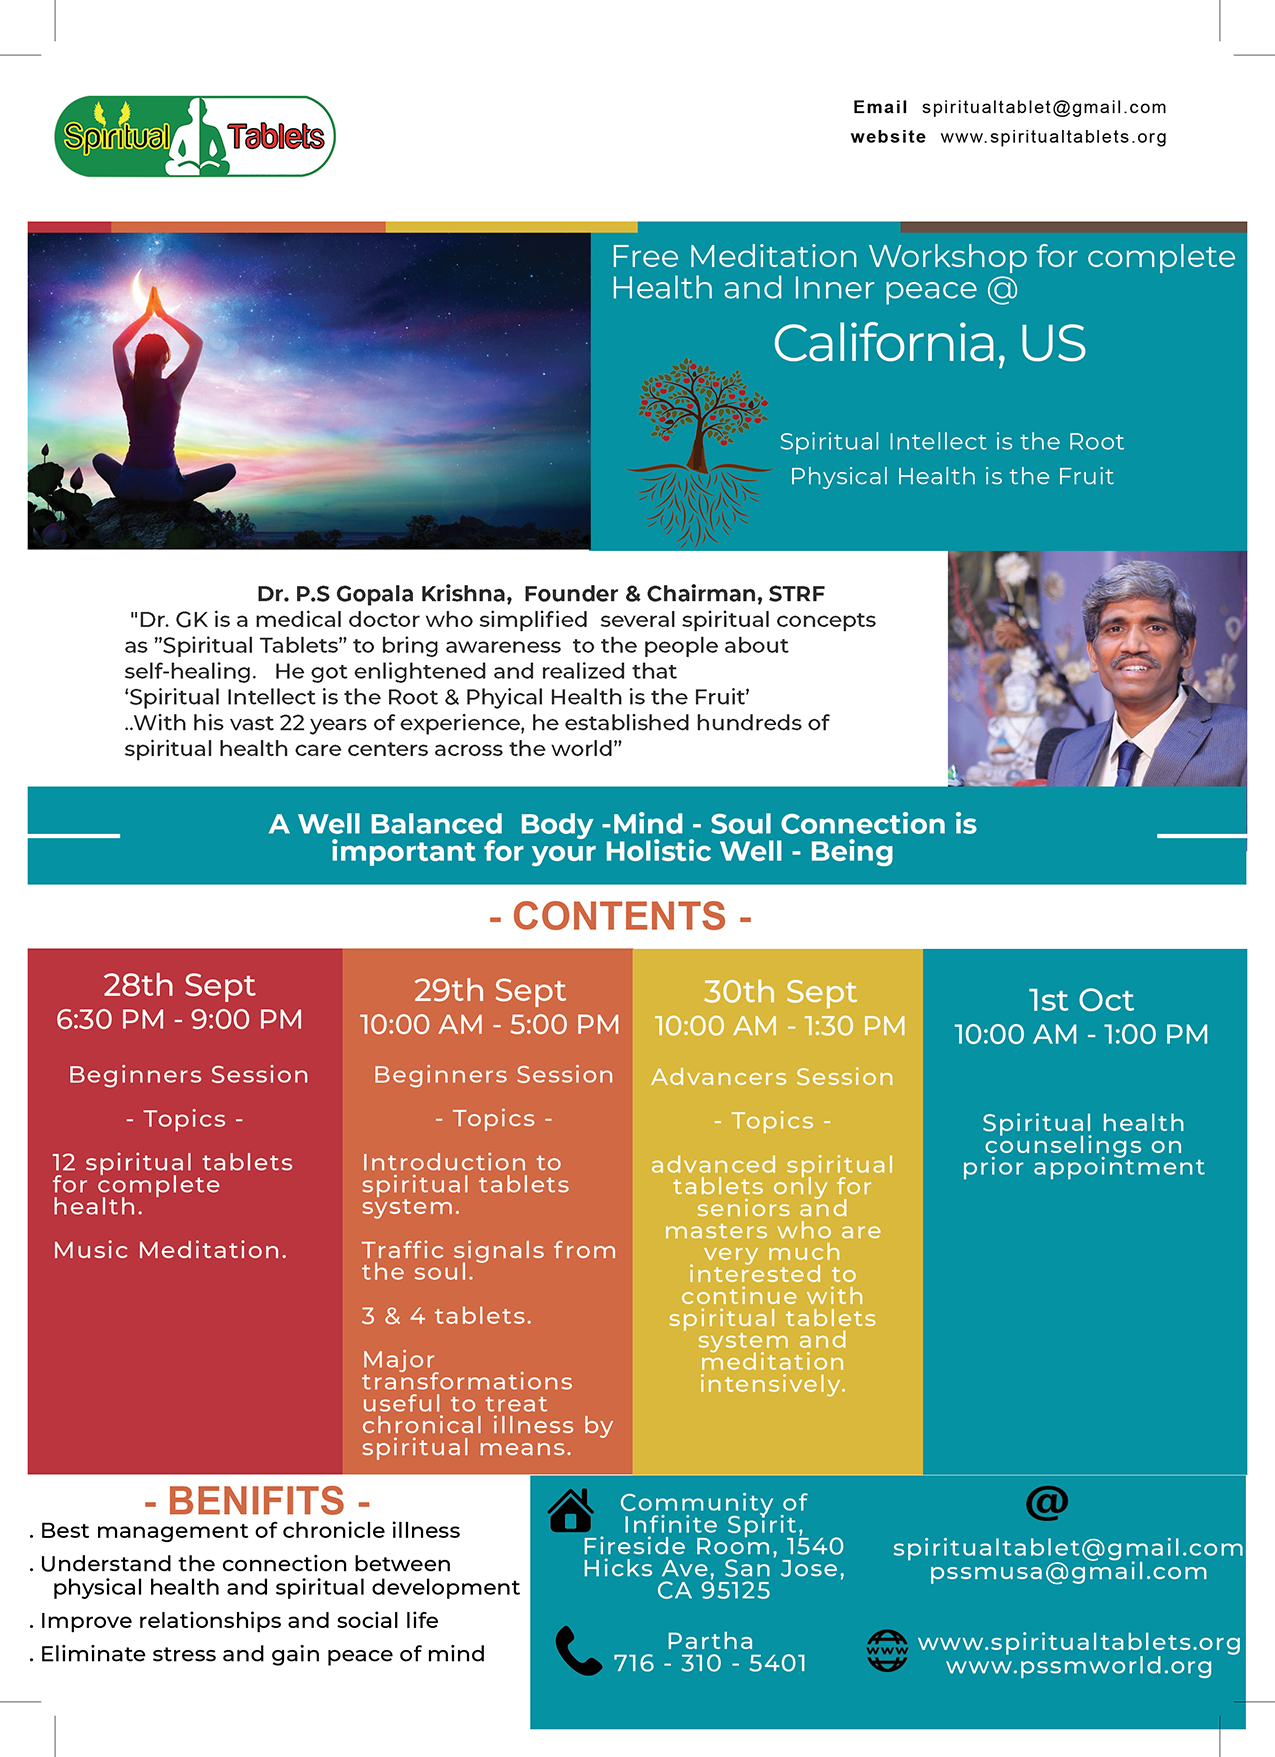 Spiritual Tablets
Email spiritualtablet@gmail.com
website www.spiritualtablets.org
Free Meditation Workshop for complete
Health and Inner peace @
California, US
Spiritual Intellect is the Root
Physical Health is the Fruit
Dr. P.S Gopala Krishna, Founder & Chairman, STRF
"Dr. GK is a medical doctor who simplified several spiritual concepts
as ”Spiritual Tablets” to bring awareness to the people about
self-healing. He got enlightened and realized that
‘Spiritual Intellect is the Root & Phyical Health is the Fruit’
..With his vast 22 years of experience, he established hundreds of
spiritual health care centers across the world”
A Well Balanced Body -Mind - Soul Connection is
important for your Holistic Well - Being
- CONTENTS -
28th Sept
6:30 PM - 9:00 PM
Beginners Session
- Topics -
12 spiritual tablets
for complete
health.
Music Meditation.
29th Sept
10:00 AM - 5:00 PM
Beginners Session
- Topics -
Introduction to
spiritual tablets
system.
Traffic signals from
the soul.
3 & 4 tablets.
Major
transformations
useful to treat
chronical illness by
spiritual means.
30th Sept
10:00 AM - 1:30 PM
Advancers Session
- Topics -
advanced spiritual
tablets only for
seniors and
masters who are
very much
interested to
continue with
spiritual tablets
system and
meditation
intensively.
1st Oct
10:00 AM - 1:00 PM
Spiritual health
counselings on
prior appointment
- BENIFITS -
. Best management of chronicle illness
. Understand the connection between
physical health and spiritual development
. Improve relationships and social life
. Eliminate stress and gain peace of mind
Community of
Infinite Spirit,
Fireside Room, 1540
Hicks Ave, San Jose,
CA 95125
Partha
716 - 310 - 5401
@
spiritualtablet@gmail.com
pssmusa@gmail.com
www
www.spiritualtablets.org
www.pssmworld.org